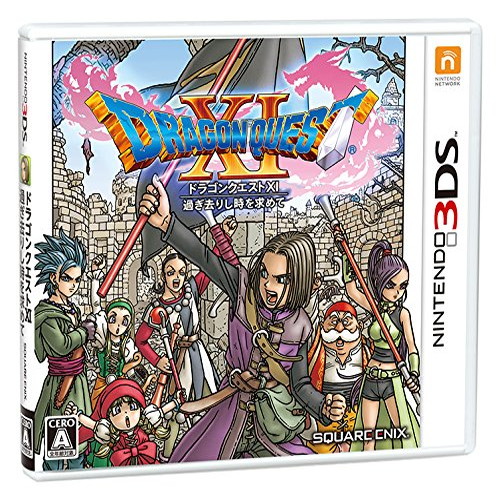 DRAGON QUEST
XI
®
ドラゴンクエストXI
過ぎ去りし時を求めて
NINTENDO
NETWORK
NINTENDO 3DS™
NINTENDO 3DS
ドラゴンクエストXI
過ぎ去りし時を求めて
SQUARE ENIX
CERO
A
全年齢対象
SQUARE ENIX.